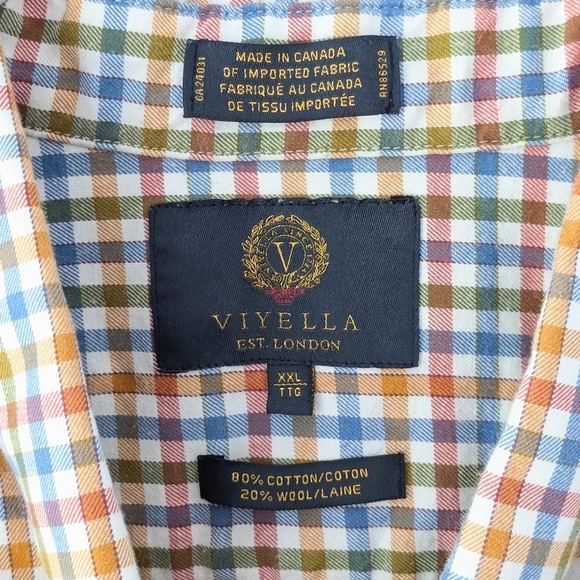 CA24031
MADE IN CANADA
OF IMPORTED FABRIC
FABRIQUÉ AU CANADA
DE TISSU IMPORTÉE
RN86529
V
VIYELLA
EST. LONDON
XXL
TTG
80% COTTON/COTON
20% WOOL/LAINE